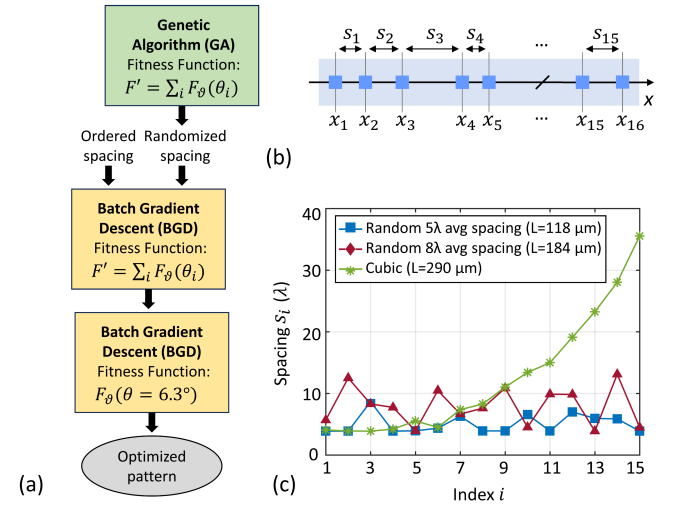 Genetic
Algorithm (GA)
Fitness Function:
F′ = ∑ᵢ F_ϑ(θᵢ)
Ordered
spacing
Randomized
spacing
Batch Gradient
Descent (BGD)
Fitness Function:
F′ = ∑ᵢ F_ϑ(θᵢ)
Batch Gradient
Descent (BGD)
Fitness Function:
F_ϑ(θ = 6.3°)
Optimized
pattern
(a)
s₁ s₂ s₃ s₄ ... s₁₅
x
x₁ x₂ x₃ x₄ x₅ ... x₁₅ x₁₆
(b)
Random 5λ avg spacing (L=118 μm)
Random 8λ avg spacing (L=184 μm)
Cubic (L=290 μm)
Spacing sᵢ (λ)
40
30
20
10
0
1 3 5 7 9 11 13 15
Index i
(c)